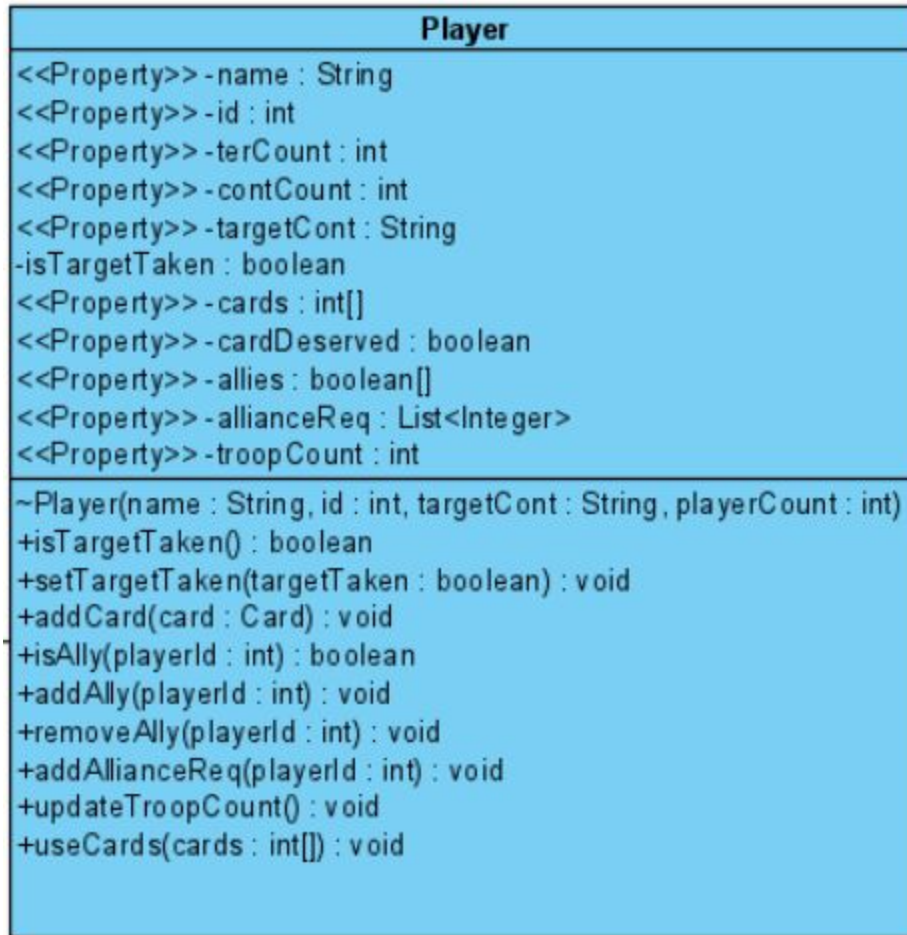 Player
<<Property>> -name : String
<<Property>> -id : int
<<Property>> -terCount : int
<<Property>> -contCount : int
<<Property>> -targetCont : String
-isTargetTaken : boolean
<<Property>> -cards : int[]
<<Property>> -cardDeserved : boolean
<<Property>> -allies : boolean[]
<<Property>> -allianceReq : List<Integer>
<<Property>> -troopCount : int
~Player(name : String, id : int, targetCont : String, playerCount : int)
+isTargetTaken() : boolean
+setTargetTaken(targetTaken : boolean) : void
+addCard(card : Card) : void
+isAlly(playerId : int) : boolean
+addAlly(playerId : int) : void
+removeAlly(playerId : int) : void
+addAllianceReq(playerId : int) : void
+updateTroopCount() : void
+useCards(cards : int[]) : void